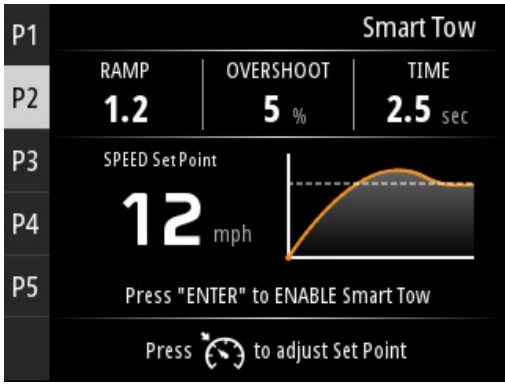 Smart Tow
P1
P2
P3
P4
P5
RAMP OVERSHOOT TIME
1.2 5 % 2.5 sec
SPEED Set Point
12 mph
Press "ENTER" to ENABLE Smart Tow
Press to adjust Set Point